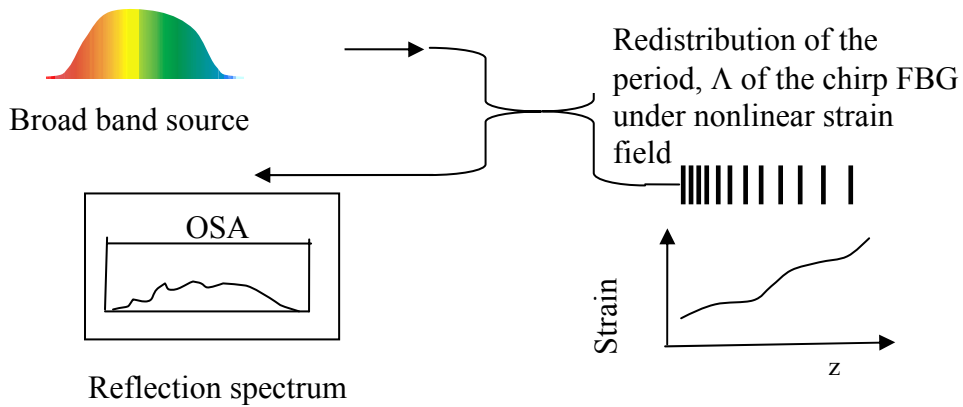 Broad band source
Redistribution of the
period, Λ of the chirp FBG
under nonlinear strain
field
OSA
Reflection spectrum
Strain
z